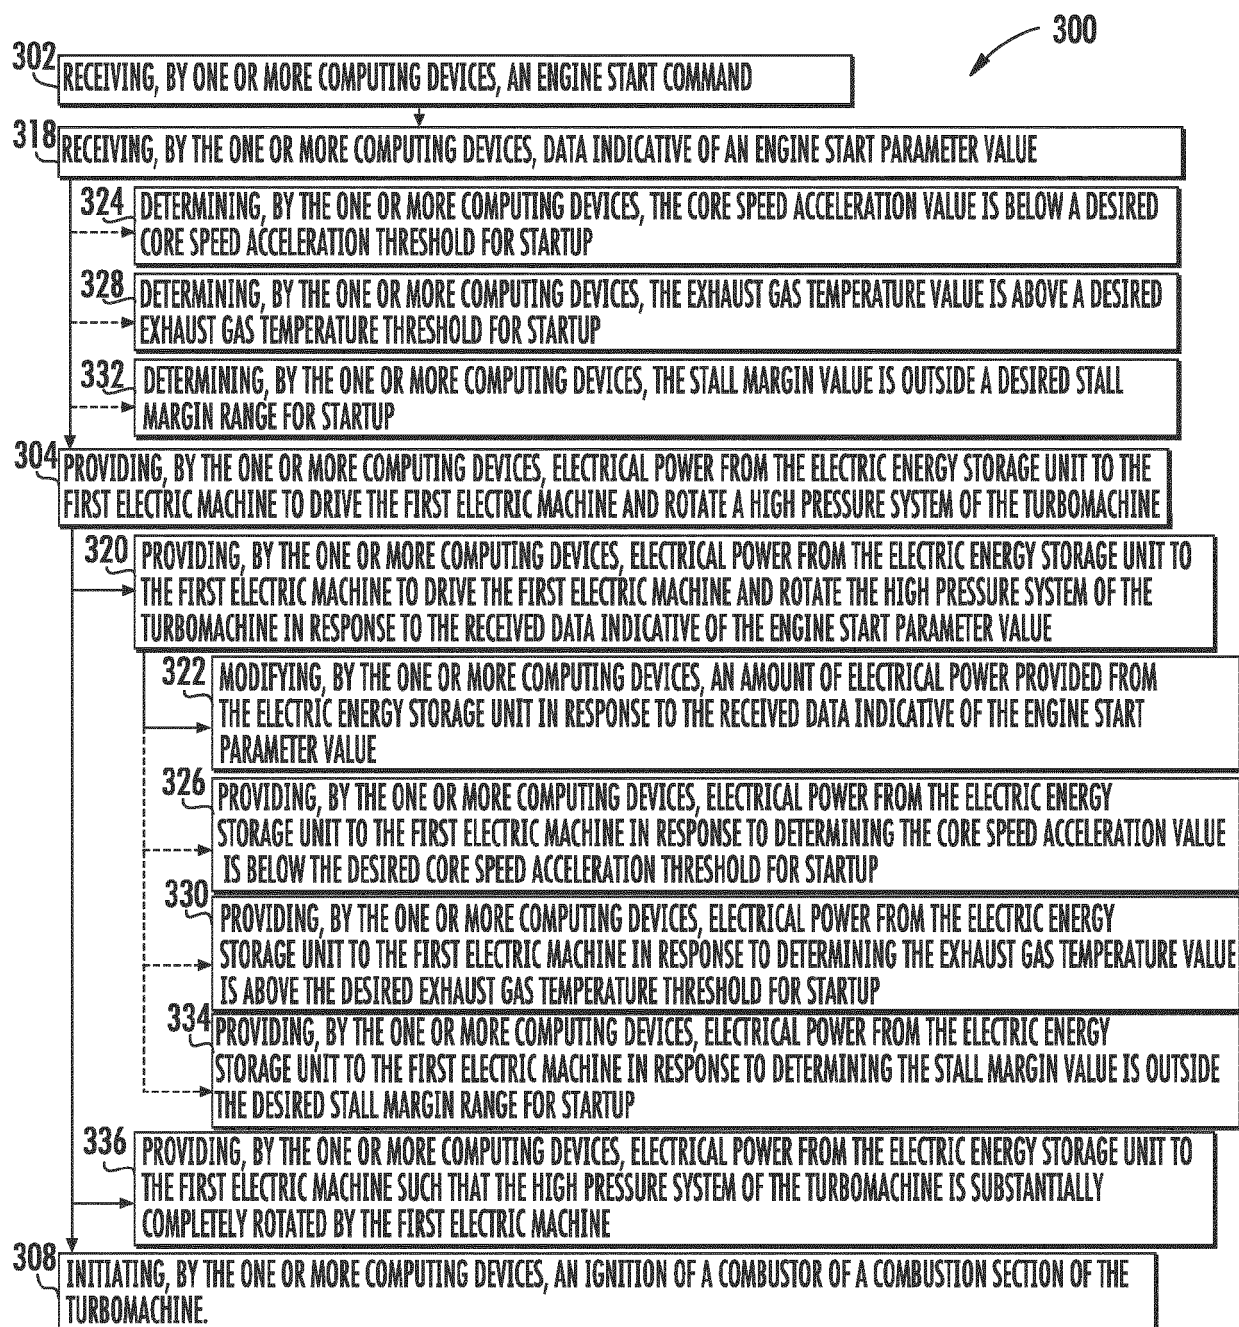 300
302
RECEIVING, BY ONE OR MORE COMPUTING DEVICES, AN ENGINE START COMMAND
318
RECEIVING, BY THE ONE OR MORE COMPUTING DEVICES, DATA INDICATIVE OF AN ENGINE START PARAMETER VALUE
324
DETERMINING, BY THE ONE OR MORE COMPUTING DEVICES, THE CORE SPEED ACCELERATION VALUE IS BELOW A DESIRED
CORE SPEED ACCELERATION THRESHOLD FOR STARTUP
328
DETERMINING, BY THE ONE OR MORE COMPUTING DEVICES, THE EXHAUST GAS TEMPERATURE VALUE IS ABOVE A DESIRED
EXHAUST GAS TEMPERATURE THRESHOLD FOR STARTUP
332
DETERMINING, BY THE ONE OR MORE COMPUTING DEVICES, THE STALL MARGIN VALUE IS OUTSIDE A DESIRED STALL
MARGIN RANGE FOR STARTUP
304
PROVIDING, BY THE ONE OR MORE COMPUTING DEVICES, ELECTRICAL POWER FROM THE ELECTRIC ENERGY STORAGE UNIT TO THE
FIRST ELECTRIC MACHINE TO DRIVE THE FIRST ELECTRIC MACHINE AND ROTATE A HIGH PRESSURE SYSTEM OF THE TURBOMACHINE
320
PROVIDING, BY THE ONE OR MORE COMPUTING DEVICES, ELECTRICAL POWER FROM THE ELECTRIC ENERGY STORAGE UNIT TO
THE FIRST ELECTRIC MACHINE TO DRIVE THE FIRST ELECTRIC MACHINE AND ROTATE THE HIGH PRESSURE SYSTEM OF THE
TURBOMACHINE IN RESPONSE TO THE RECEIVED DATA INDICATIVE OF THE ENGINE START PARAMETER VALUE
322
MODIFYING, BY THE ONE OR MORE COMPUTING DEVICES, AN AMOUNT OF ELECTRICAL POWER PROVIDED FROM
THE ELECTRIC ENERGY STORAGE UNIT IN RESPONSE TO THE RECEIVED DATA INDICATIVE OF THE ENGINE START
PARAMETER VALUE
326
PROVIDING, BY THE ONE OR MORE COMPUTING DEVICES, ELECTRICAL POWER FROM THE ELECTRIC ENERGY
STORAGE UNIT TO THE FIRST ELECTRIC MACHINE IN RESPONSE TO DETERMINING THE CORE SPEED ACCELERATION VALUE
IS BELOW THE DESIRED CORE SPEED ACCELERATION THRESHOLD FOR STARTUP
330
PROVIDING, BY THE ONE OR MORE COMPUTING DEVICES, ELECTRICAL POWER FROM THE ELECTRIC ENERGY
STORAGE UNIT TO THE FIRST ELECTRIC MACHINE IN RESPONSE TO DETERMINING THE EXHAUST GAS TEMPERATURE VALUE
IS ABOVE THE DESIRED EXHAUST GAS TEMPERATURE THRESHOLD FOR STARTUP
334
PROVIDING, BY THE ONE OR MORE COMPUTING DEVICES, ELECTRICAL POWER FROM THE ELECTRIC ENERGY
STORAGE UNIT TO THE FIRST ELECTRIC MACHINE IN RESPONSE TO DETERMINING THE STALL MARGIN VALUE IS OUTSIDE
THE DESIRED STALL MARGIN RANGE FOR STARTUP
336
PROVIDING, BY THE ONE OR MORE COMPUTING DEVICES, ELECTRICAL POWER FROM THE ELECTRIC ENERGY STORAGE UNIT TO
THE FIRST ELECTRIC MACHINE SUCH THAT THE HIGH PRESSURE SYSTEM OF THE TURBOMACHINE IS SUBSTANTIALLY
COMPLETELY ROTATED BY THE FIRST ELECTRIC MACHINE
308
INITIATING, BY THE ONE OR MORE COMPUTING DEVICES, AN IGNITION OF A COMBUSTOR OF A COMBUSTION SECTION OF THE
TURBOMACHINE.